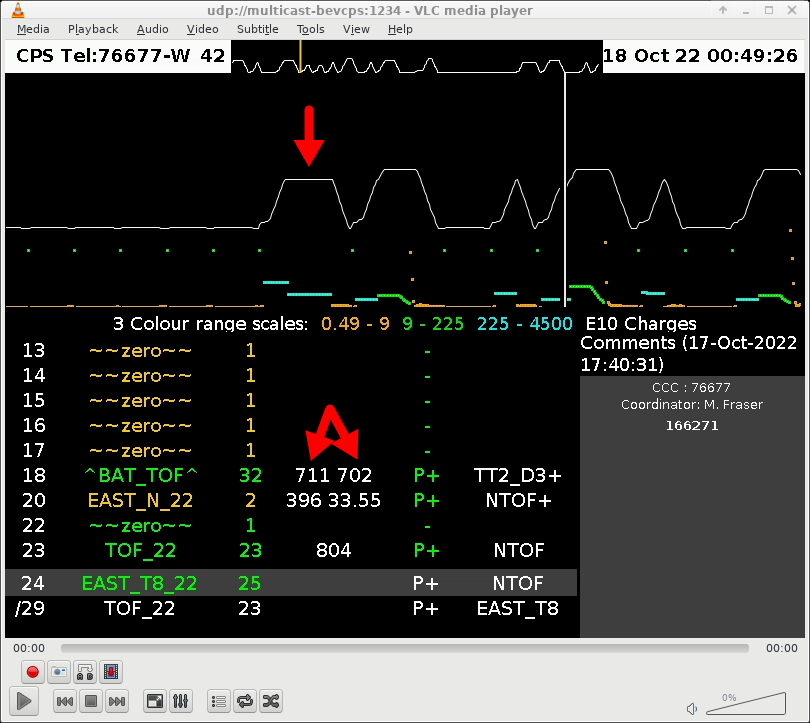 udp://multicast-bevcps:1234 - VLC media player
Media Playback Audio Video Subtitle Tools View Help
CPS Tel:76677-W 42
18 Oct 22 00:49:26
3 Colour range scales: 0.49 - 9 9 - 225 225 - 4500 E10 Charges
Comments (17-Oct-2022
17:40:31)
CCC : 76677
Coordinator: M. Fraser
166271
13 ~~zero~~ 1 -
14 ~~zero~~ 1 -
15 ~~zero~~ 1 -
16 ~~zero~~ 1 -
17 ~~zero~~ 1 -
18 ^BAT_TOF^ 32 711 702 P+ TT2_D3+
20 EAST_N_22 2 396 33.55 P+ NTOF+
22 ~~zero~~ 1 -
23 TOF_22 23 804 P+ NTOF
24 EAST_T8_22 25 P+ NTOF
/29 TOF_22 23 P+ EAST_T8
00:00 00:00
0%